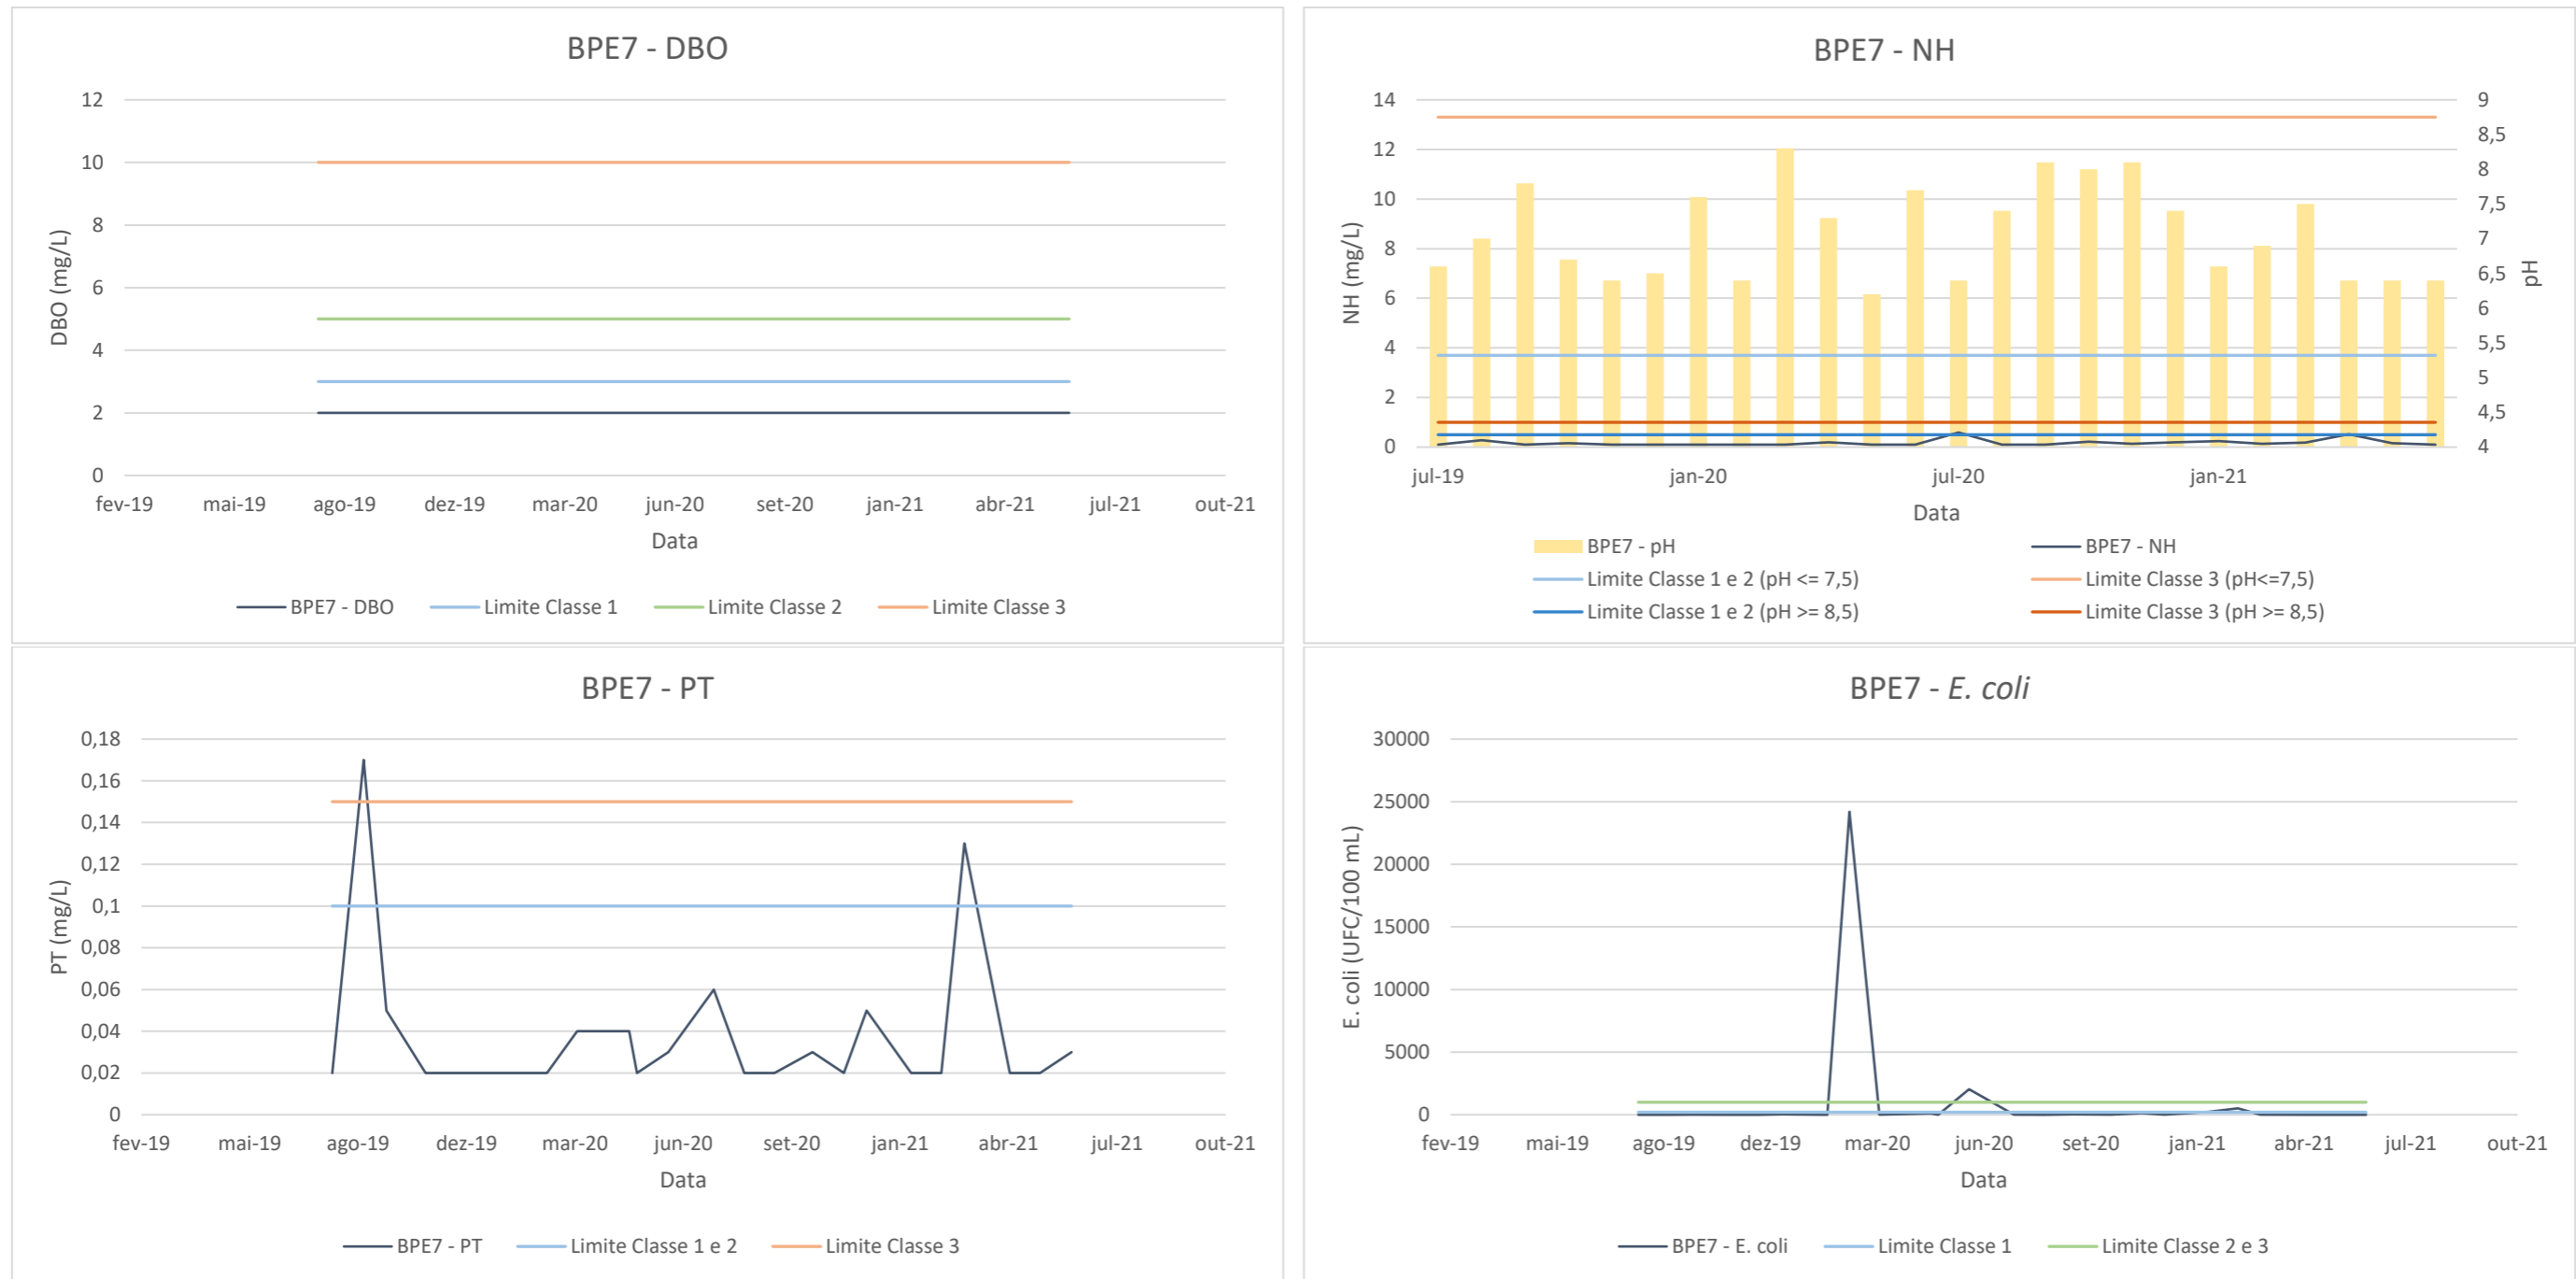 BPE7 - DBO
12
10
8
6
4
2
0
DBO (mg/L)
fev-19 mai-19 ago-19 dez-19 mar-20 jun-20 set-20 jan-21 abr-21 jul-21 out-21
Data
BPE7 - DBO Limite Classe 1 Limite Classe 2 Limite Classe 3
BPE7 - NH
14
12
10
8
6
4
2
0
NH (mg/L)
9
8,5
8
7,5
7
6,5
6
5,5
5
4,5
4
pH
jul-19 jan-20 jul-20 jan-21
Data
BPE7 - pH BPE7 - NH
Limite Classe 1 e 2 (pH <= 7,5) Limite Classe 3 (pH<=7,5)
Limite Classe 1 e 2 (pH >= 8,5) Limite Classe 3 (pH >= 8,5)
BPE7 - PT
0,18
0,16
0,14
0,12
0,1
0,08
0,06
0,04
0,02
0
PT (mg/L)
fev-19 mai-19 ago-19 dez-19 mar-20 jun-20 set-20 jan-21 abr-21 jul-21 out-21
Data
BPE7 - PT Limite Classe 1 e 2 Limite Classe 3
BPE7 - E. coli
30000
25000
20000
15000
10000
5000
0
E. coli (UFC/100 mL)
fev-19 mai-19 ago-19 dez-19 mar-20 jun-20 set-20 jan-21 abr-21 jul-21 out-21
Data
BPE7 - E. coli Limite Classe 1 Limite Classe 2 e 3